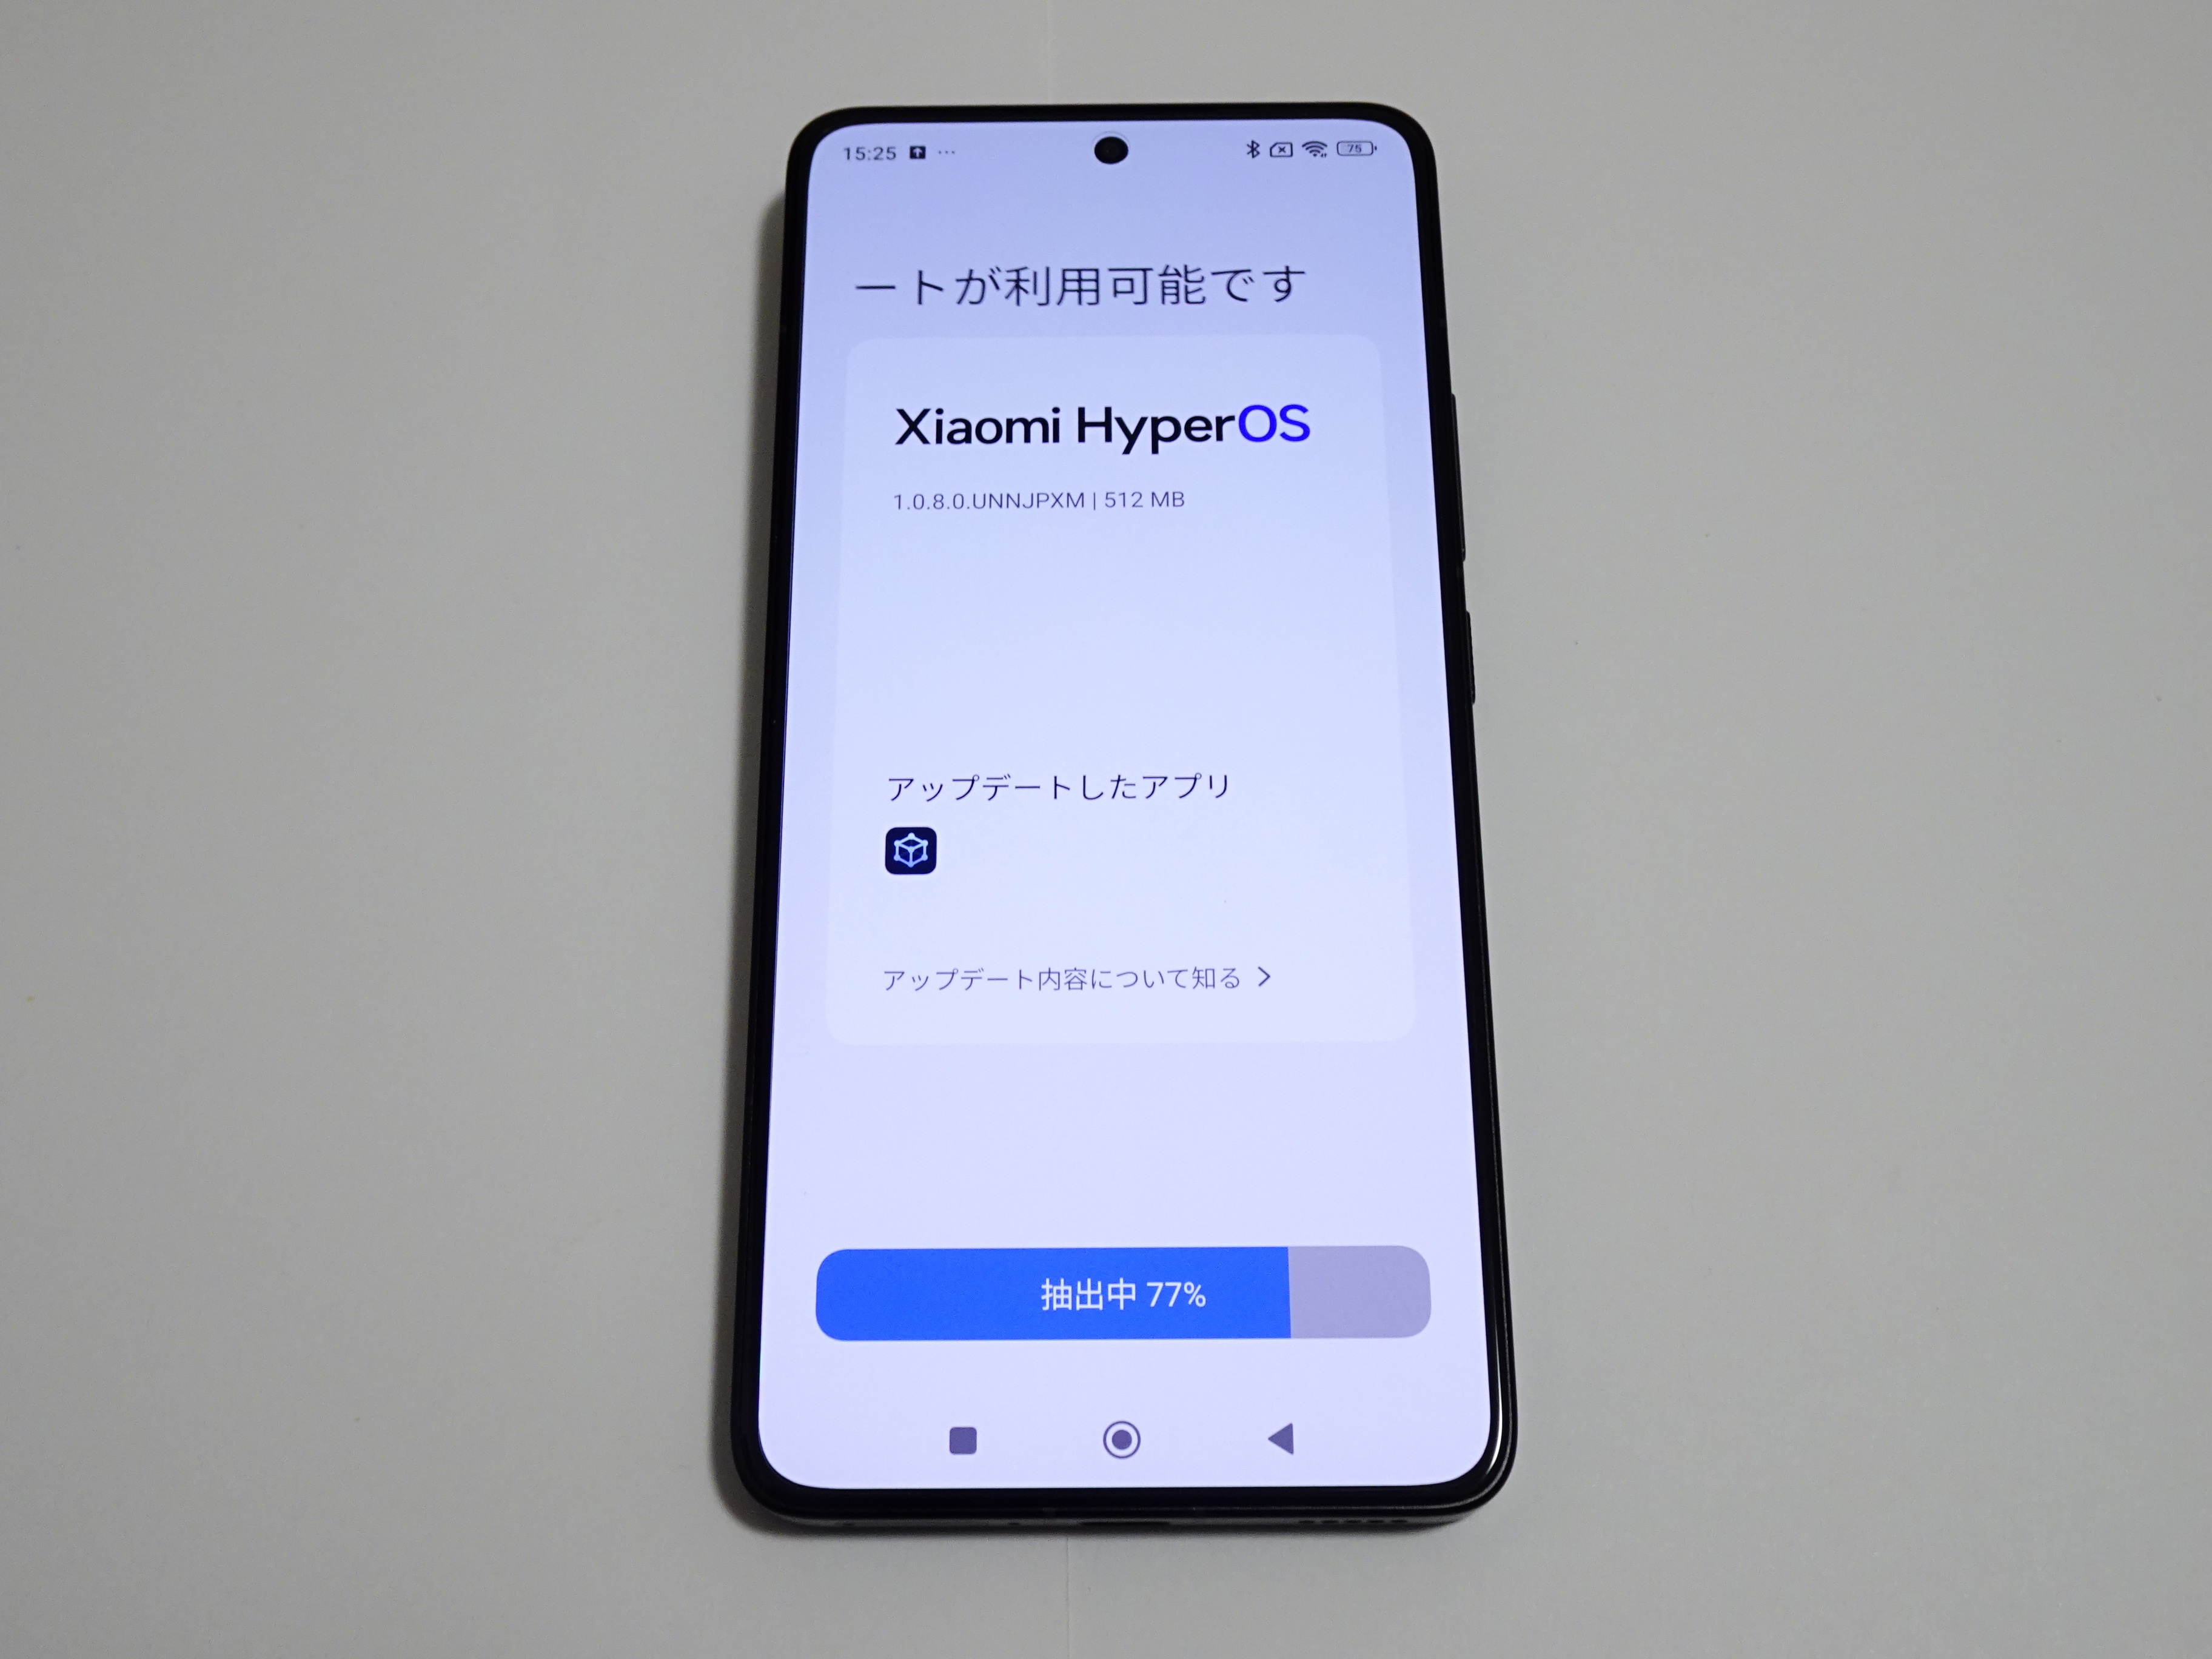 15:25 ...
75
ートが利用可能です
Xiaomi HyperOS
1.0.8.0.UNNJPXM | 512 MB
アップデートしたアプリ
アップデート内容について知る >
抽出中 77%